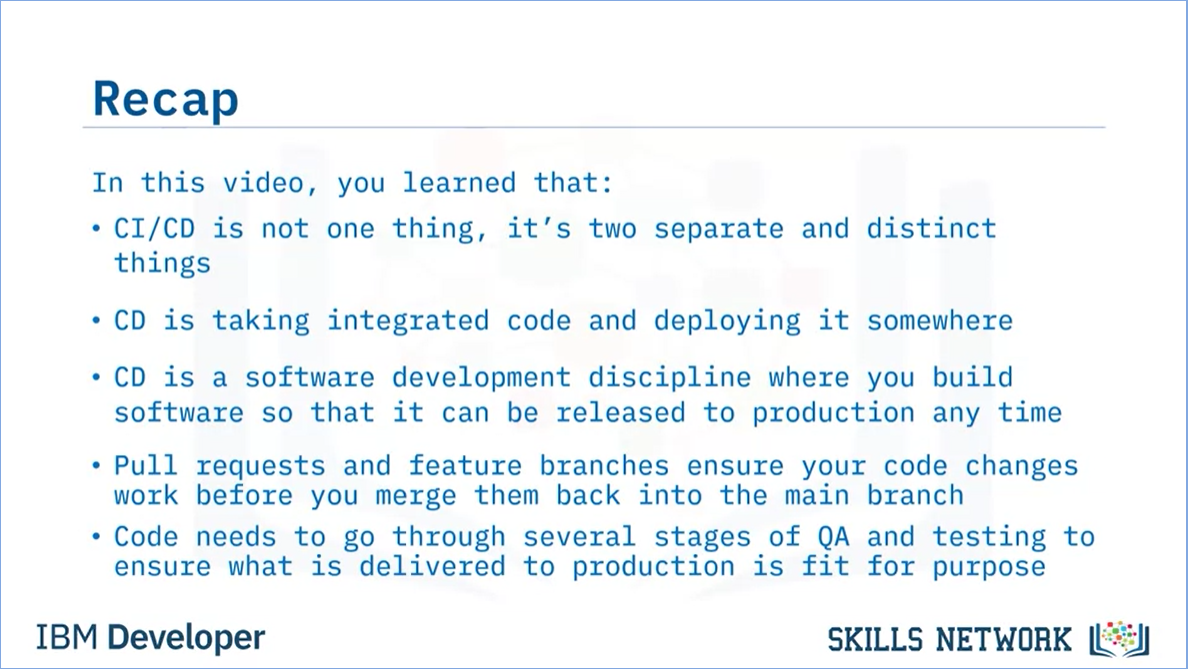 Recap
In this video, you learned that:
• CI/CD is not one thing, it’s two separate and distinct
things
• CD is taking integrated code and deploying it somewhere
• CD is a software development discipline where you build
software so that it can be released to production any time
• Pull requests and feature branches ensure your code changes
work before you merge them back into the main branch
• Code needs to go through several stages of QA and testing to
ensure what is delivered to production is fit for purpose
IBM Developer
SKILLS NETWORK